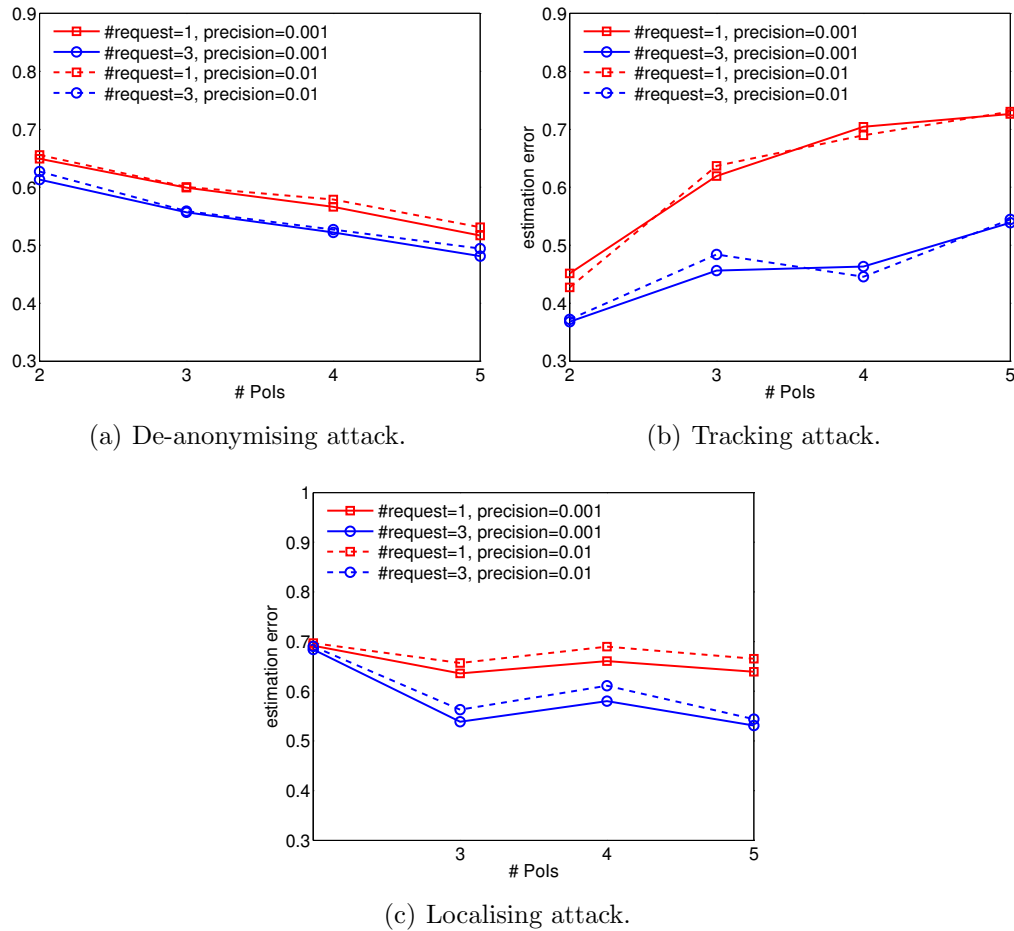 0.9
#request=1, precision=0.001
#request=3, precision=0.001
#request=1, precision=0.01
#request=3, precision=0.01
0.8
0.7
0.6
0.5
0.4
0.3
2 3 4 5
# PoIs
(a) De-anonymising attack.
0.9
#request=1, precision=0.001
#request=3, precision=0.001
#request=1, precision=0.01
#request=3, precision=0.01
0.8
0.7
0.6
0.5
0.4
0.3
estimation error
2 3 4 5
# PoIs
(b) Tracking attack.
1
#request=1, precision=0.001
#request=3, precision=0.001
#request=1, precision=0.01
#request=3, precision=0.01
0.9
0.8
0.7
0.6
0.5
0.4
0.3
estimation error
3 4 5
# PoIs
(c) Localising attack.